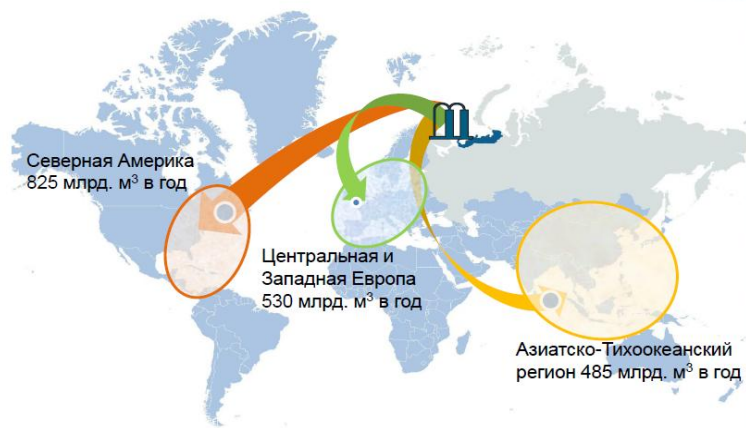 Северная Америка
825 млрд. м³ в год
Центральная и
Западная Европа
530 млрд. м³ в год
Азиатско-Тихоокеанский
регион 485 млрд. м³ в год